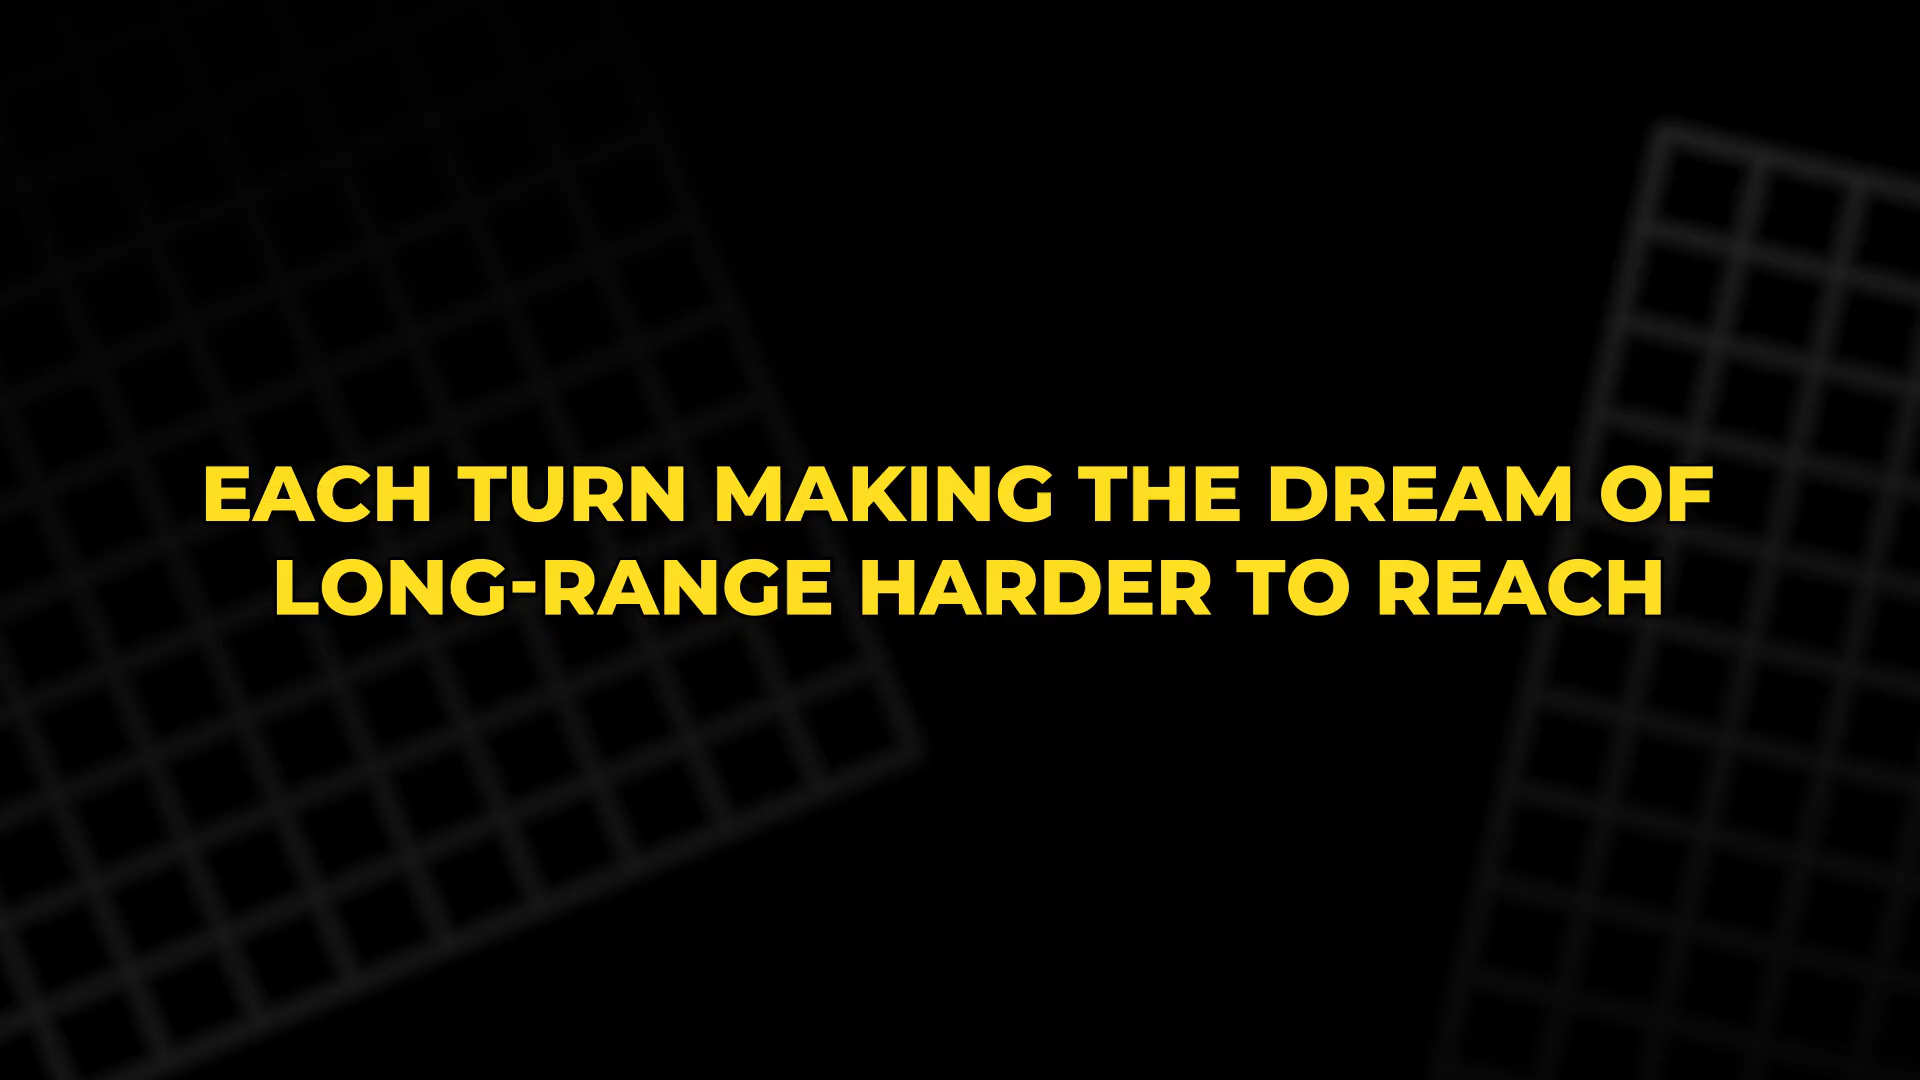 EACH TURN MAKING THE DREAM OF
LONG-RANGE HARDER TO REACH